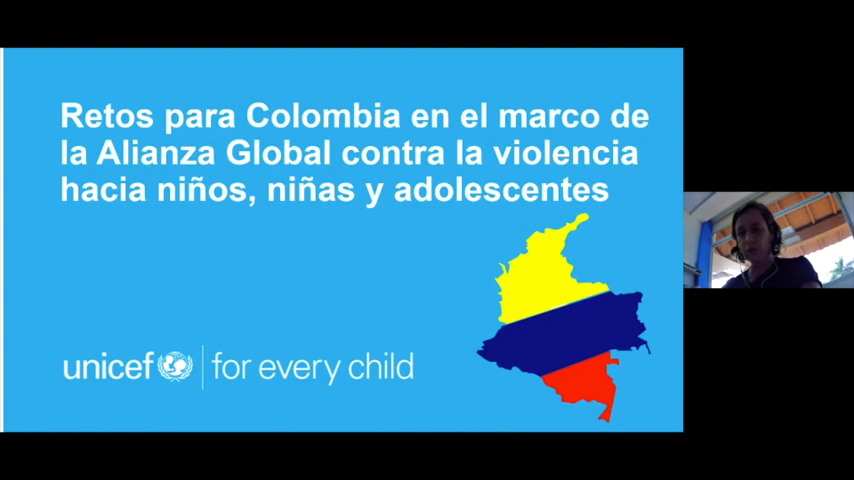 Retos para Colombia en el marco de
la Alianza Global contra la violencia
hacia niños, niñas y adolescentes
unicef for every child